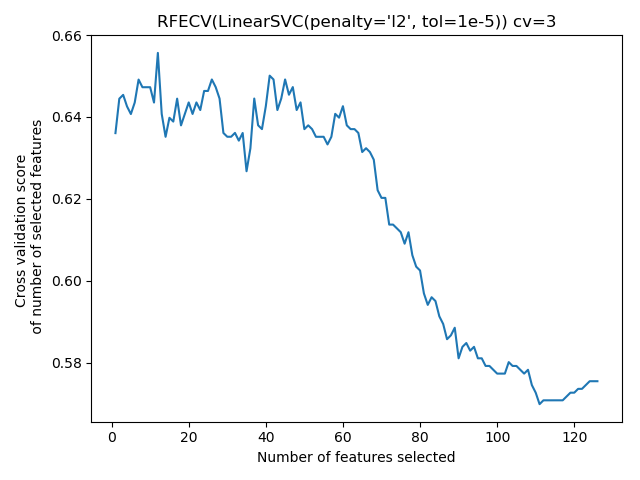 RFECV(LinearSVC(penalty='l2', tol=1e-5)) cv=3
0.66
0.64
0.62
0.60
0.58
Cross validation score
of number of selected features
0 20 40 60 80 100 120
Number of features selected